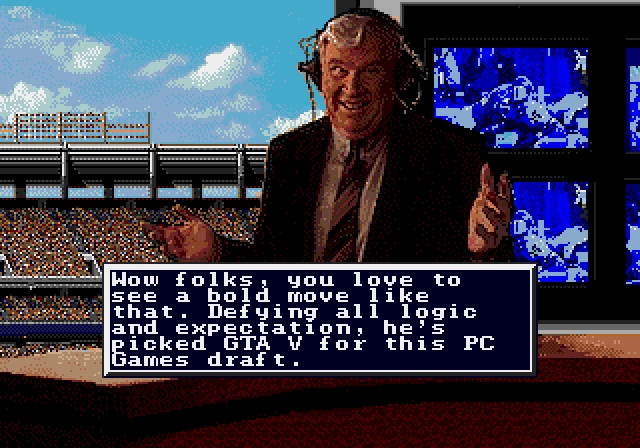 Wow folks, you love to
see a bold move like
that. Defying all logic
and expectation, he's
picked GTA V for this PC
Games draft.